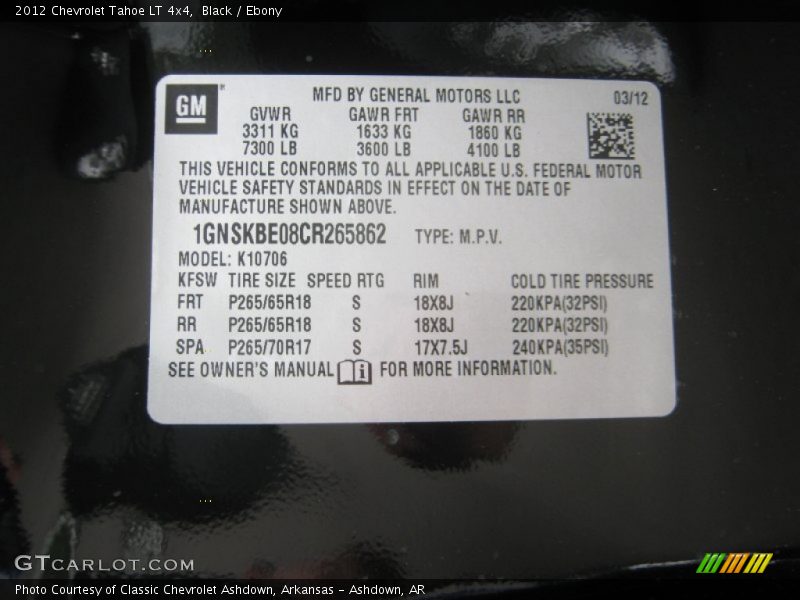 2012 Chevrolet Tahoe LT 4x4, Black / Ebony
GM
MFD BY GENERAL MOTORS LLC 03/12
GVWR GAWR FRT GAWR RR
3311 KG 1633 KG 1860 KG
7300 LB 3600 LB 4100 LB
THIS VEHICLE CONFORMS TO ALL APPLICABLE U.S. FEDERAL MOTOR
VEHICLE SAFETY STANDARDS IN EFFECT ON THE DATE OF
MANUFACTURE SHOWN ABOVE.
1GNSKBE08CR265862 TYPE: M.P.V.
MODEL: K10706
KFSW TIRE SIZE SPEED RTG RIM COLD TIRE PRESSURE
FRT P265/65R18 S 18X8J 220KPA(32PSI)
RR P265/65R18 S 18X8J 220KPA(32PSI)
SPA P265/70R17 S 17X7.5J 240KPA(35PSI)
SEE OWNER'S MANUAL i FOR MORE INFORMATION.
GTCARLOT.COM
Photo Courtesy of Classic Chevrolet Ashdown, Arkansas - Ashdown, AR